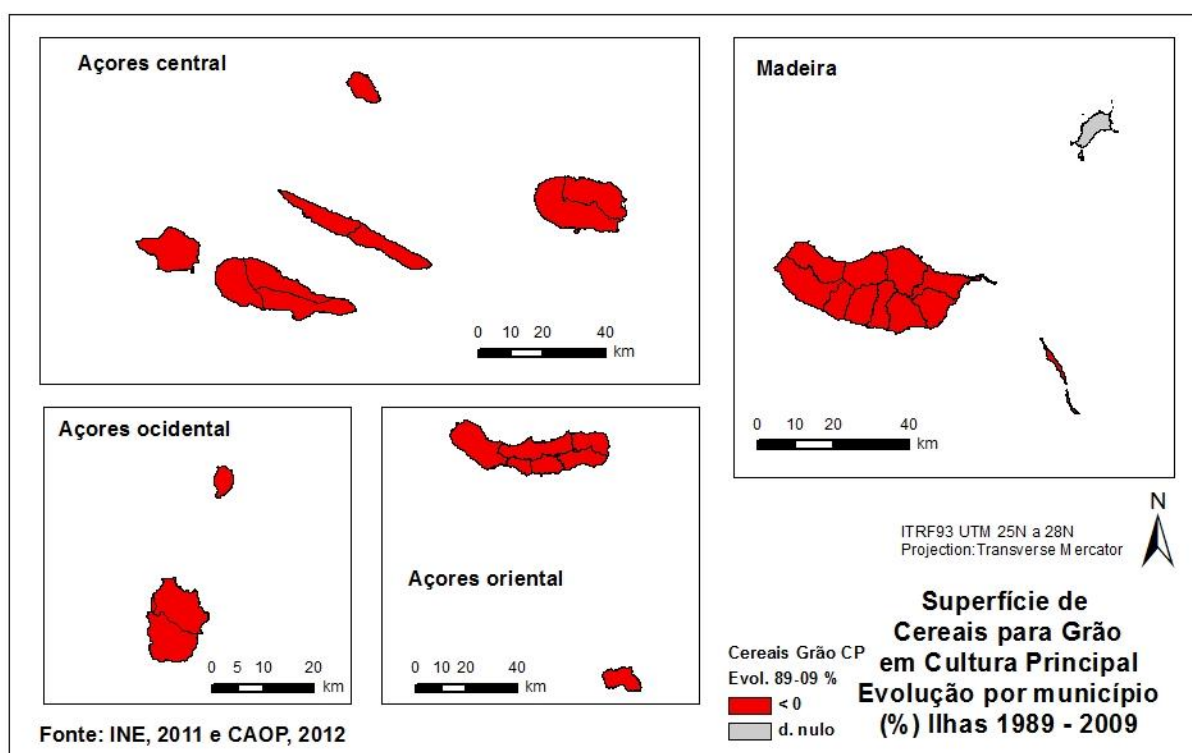 Açores central
0 10 20 40
km
Madeira
0 10 20 40
km
Açores ocidental
0 5 10 20
km
Açores oriental
0 10 20 40
km
N
ITRF93 UTM 25N a 28N
Projection:Transverse Mercator
Cereais Grão CP
Evol. 89-09 %
< 0
d. nulo
Superfície de
Cereais para Grão
em Cultura Principal
Evolução por município
(%) Ilhas 1989 - 2009
Fonte: INE, 2011 e CAOP, 2012